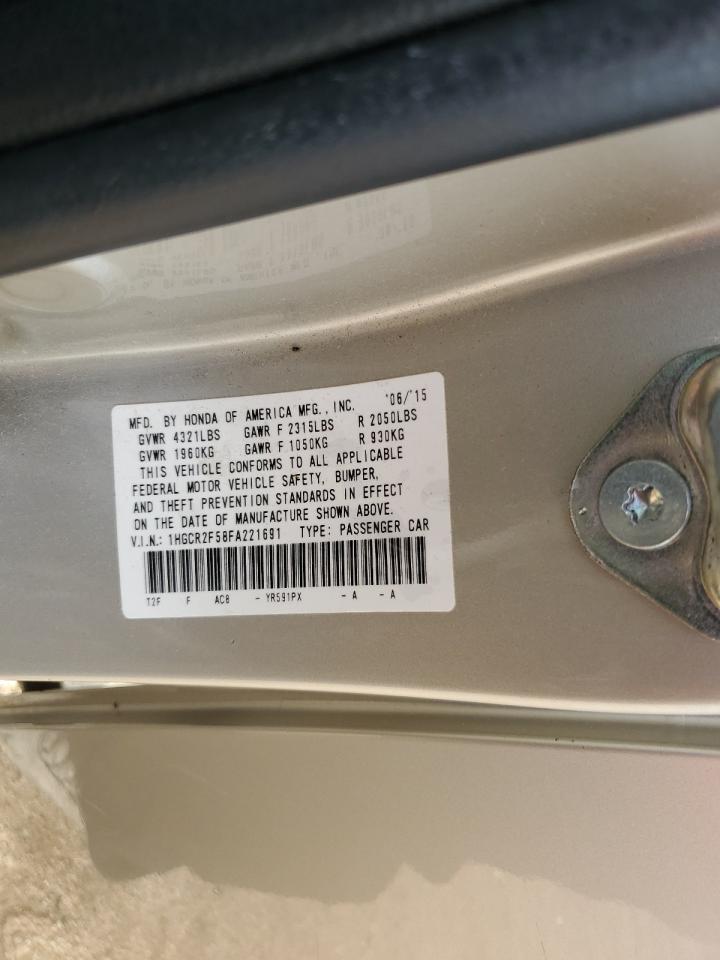 MFD. BY HONDA OF AMERICA MFG., INC. '06/'15
GVWR 4321LBS GAWR F 2315LBS R 2050LBS
GVWR 1960KG GAWR F 1050KG R 930KG
THIS VEHICLE CONFORMS TO ALL APPLICABLE
FEDERAL MOTOR VEHICLE SAFETY, BUMPER,
AND THEFT PREVENTION STANDARDS IN EFFECT
ON THE DATE OF MANUFACTURE SHOWN ABOVE.
V.I.N.: 1HGCR2F58FA221691 TYPE: PASSENGER CAR
T2F F AC8 - YR591PX - A - A